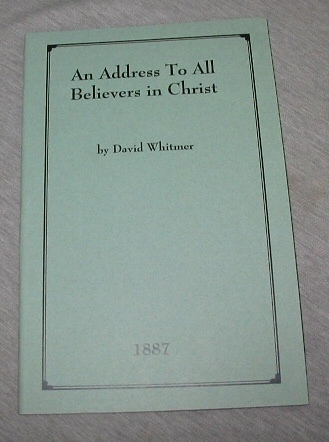 An Address To All
Believers in Christ
by David Whitmer
1887